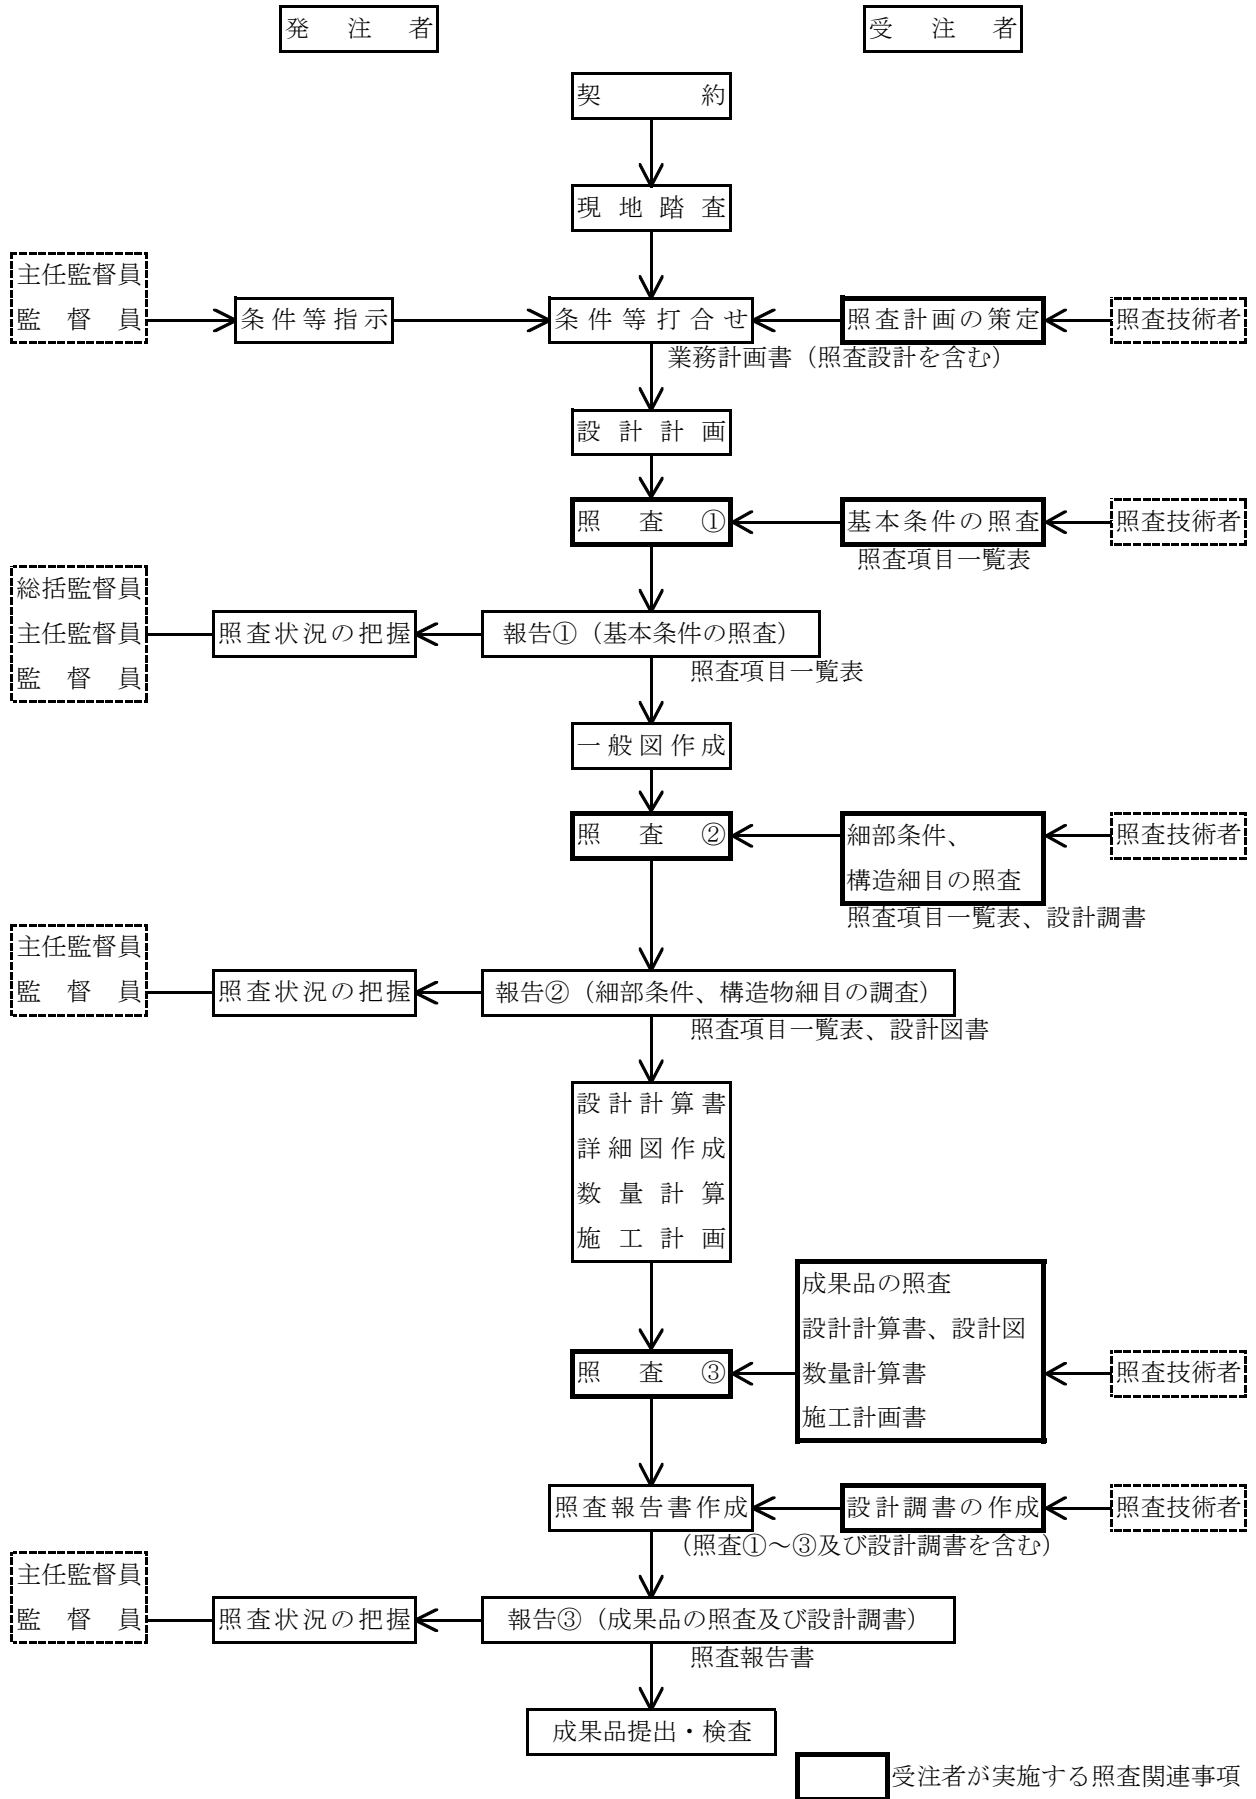 発注者
受注者
契約
現地踏査
主任監督員
監督員
条件等指示
条件等打合せ
照査計画の策定
照査技術者
業務計画書（照査設計を含む）
設計計画
照査①
基本条件の照査
照査技術者
照査項目一覧表
総括監督員
主任監督員
監督員
照査状況の把握
報告①（基本条件の照査）
照査項目一覧表
一般図作成
照査②
細部条件、
構造細目の照査
照査技術者
照査項目一覧表、設計調書
主任監督員
監督員
照査状況の把握
報告②（細部条件、構造物細目の調査）
照査項目一覧表、設計図書
設計計算書
詳細図作成
数量計算
施工計画
成果品の照査
設計計算書、設計図
数量計算書
施工計画書
照査③
照査技術者
照査報告書作成
設計調書の作成
照査技術者
（照査①～③及び設計調書を含む）
主任監督員
監督員
照査状況の把握
報告③（成果品の照査及び設計調書）
照査報告書
成果品提出・検査
受注者が実施する照査関連事項